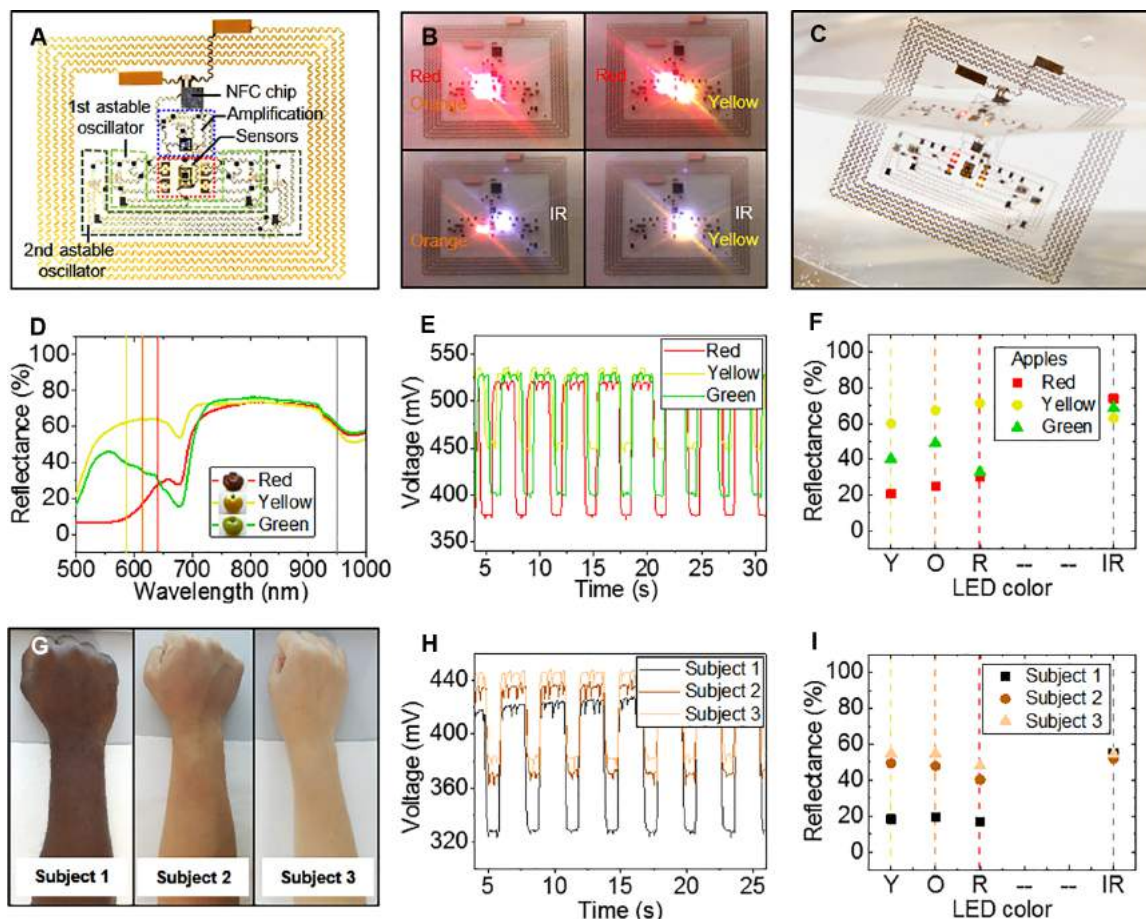 A
NFC chip
1st astable
oscillator
Amplification
Sensors
2nd astable
oscillator
B
Red
Orange
Red
Yellow
Orange
IR
IR
Yellow
C
D
Reflectance (%)
100
80
60
40
20
0
Red
Yellow
Green
500 600 700 800 900 1000
Wavelength (nm)
E
Voltage (mV)
530
490
450
410
380
340
Red
Yellow
Green
5 10 15 20 25 30
Time (s)
F
Reflectance (%)
100
80
60
40
20
0
Apples
Red
Yellow
Green
Y O R -- -- IR
LED color
G
Subject 1
Subject 2
Subject 3
H
Voltage (mV)
440
400
360
320
Subject 1
Subject 2
Subject 3
5 10 15 20 25
Time (s)
I
Reflectance (%)
100
80
60
40
20
0
Subject 1
Subject 2
Subject 3
Y O R -- -- IR
LED color